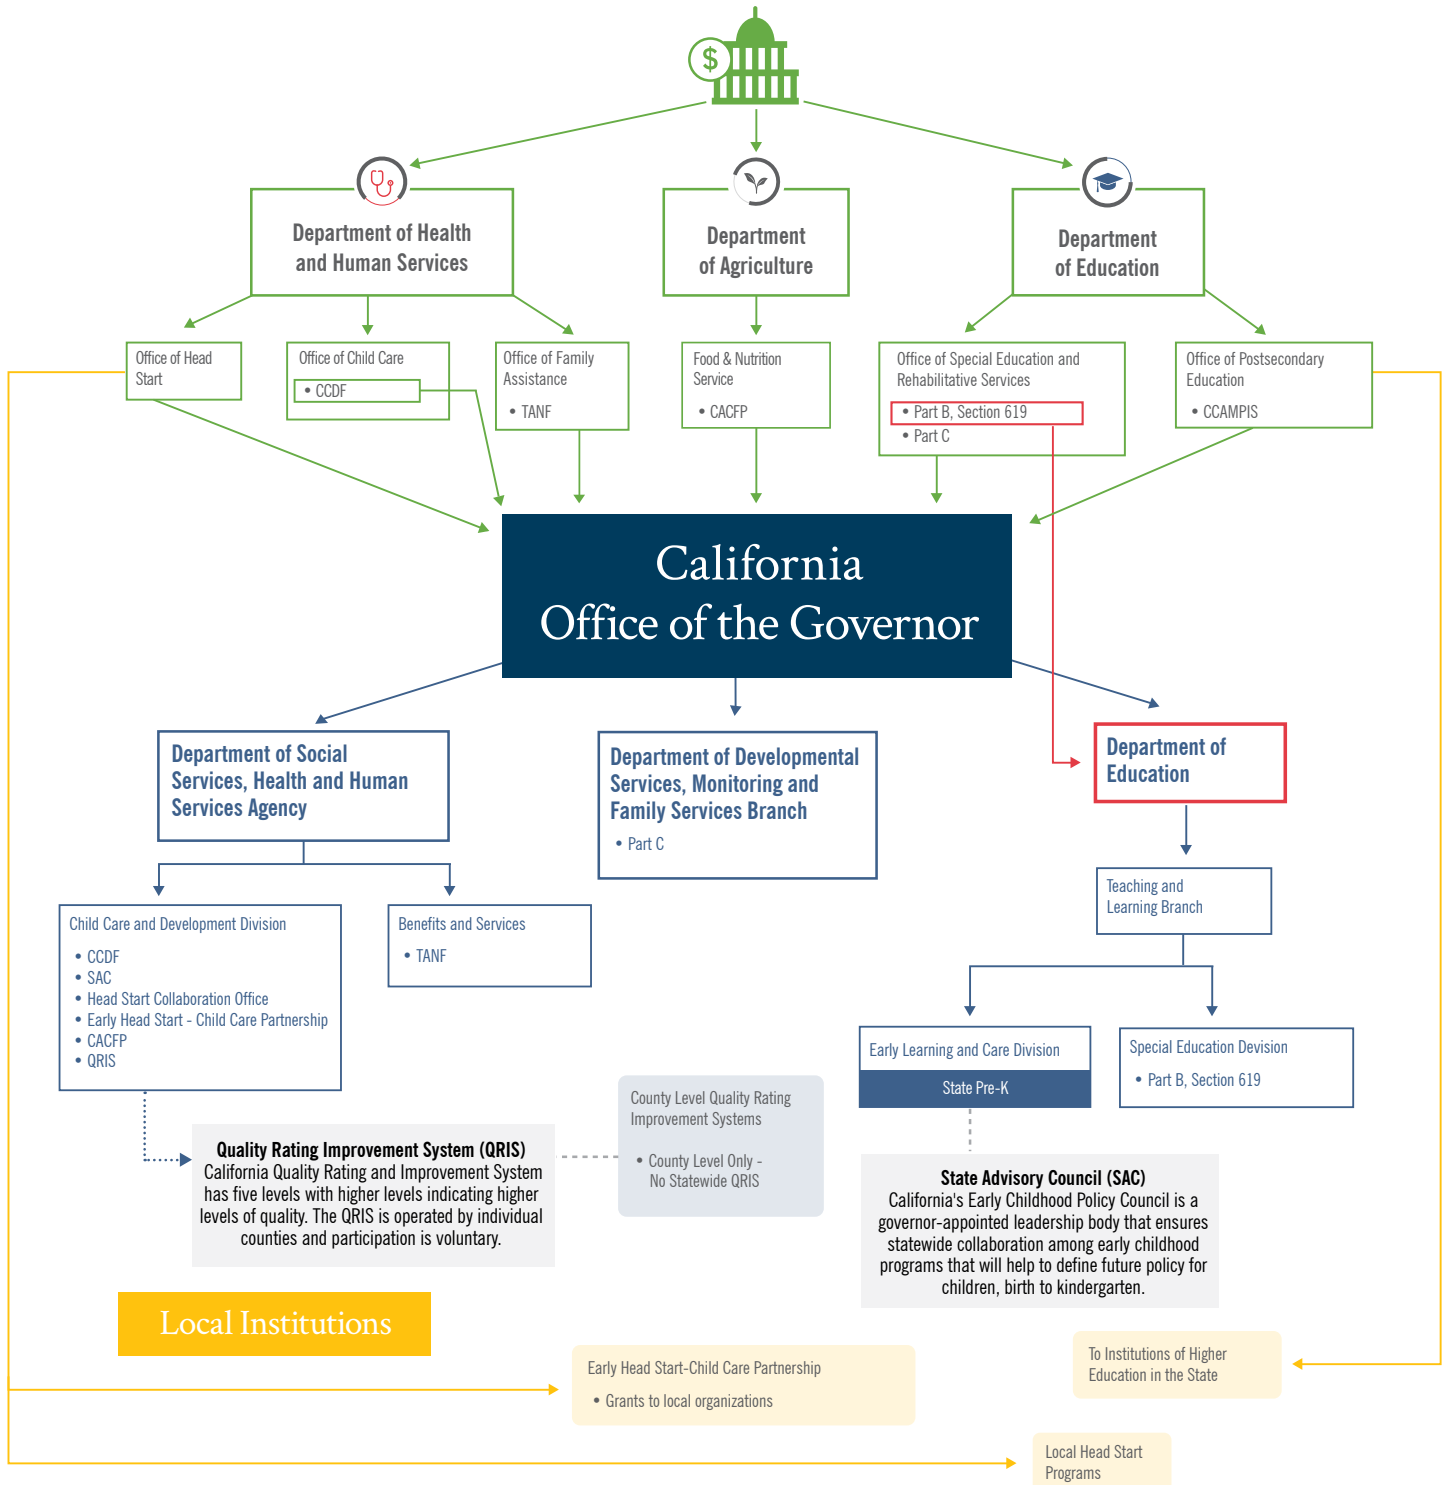 $
Department of Health
and Human Services
Department
of Agriculture
Department
of Education
Office of Head
Start
Office of Child Care
• CCDF
Office of Family
Assistance
• TANF
Food & Nutrition
Service
• CACFP
Office of Special Education and
Rehabilitative Services
• Part B, Section 619
• Part C
Office of Postsecondary
Education
• CCAMPIS
California
Office of the Governor
Department of Social
Services, Health and Human
Services Agency
Department of Developmental
Services, Monitoring and
Family Services Branch
• Part C
Department of
Education
Teaching and
Learning Branch
Child Care and Development Division
• CCDF
• SAC
• Head Start Collaboration Office
• Early Head Start - Child Care Partnership
• CACFP
• QRIS
Benefits and Services
• TANF
Early Learning and Care Division
State Pre-K
Special Education Devision
• Part B, Section 619
Quality Rating Improvement System (QRIS)
California Quality Rating and Improvement System
has five levels with higher levels indicating higher
levels of quality. The QRIS is operated by individual
counties and participation is voluntary.
County Level Quality Rating
Improvement Systems
• County Level Only -
No Statewide QRIS
State Advisory Council (SAC)
California's Early Childhood Policy Council is a
governor-appointed leadership body that ensures
statewide collaboration among early childhood
programs that will help to define future policy for
children, birth to kindergarten.
Local Institutions
Early Head Start-Child Care Partnership
• Grants to local organizations
To Institutions of Higher
Education in the State
Local Head Start
Programs